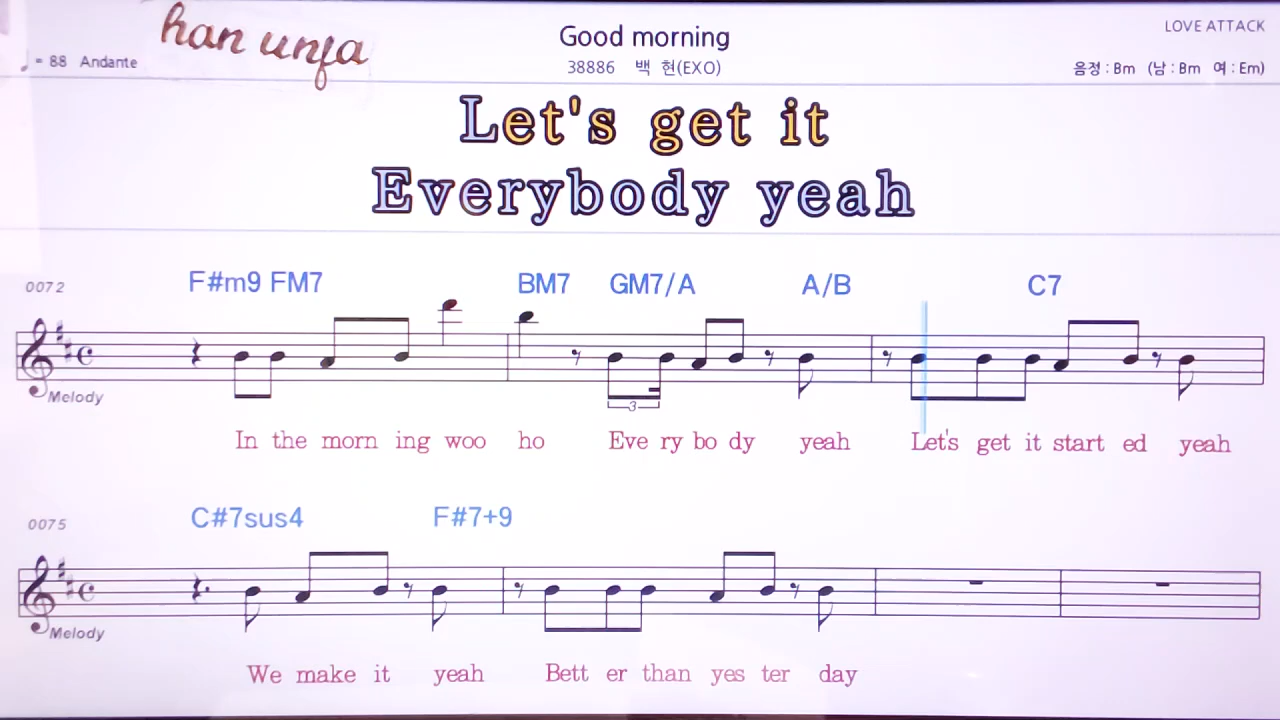 han unfa
Good morning
LOVE ATTACK
♩= 88 Andante
38886 백 현(EXO)
음정 : Bm (남 : Bm 여 : Em)
Let's get it
Everybody yeah
0072 F#m9 FM7 BM7 GM7/A A/B C7
Melody
3
In the morn ing woo ho Eve ry bo dy yeah Let's get it start ed yeah
0075 C#7sus4 F#7+9
Melody
We make it yeah Bett er than yes ter day